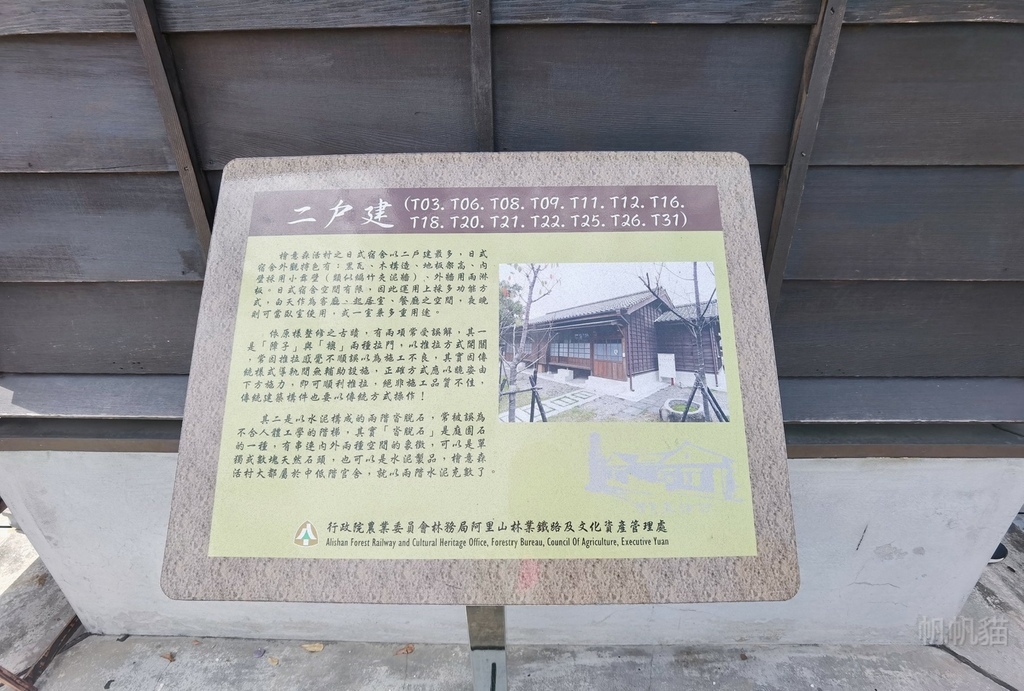 二戶建 (T03. T06. T08. T09. T11. T12. T16.
T18. T20. T21. T22. T25. T26. T31)
檜意森活村之日式宿舍以二戶建最多，日式
宿舍外觀特色有：黑瓦、木構造、地板架高、內
壁採用小舞壁（類似編竹夾泥牆）、外牆用雨淋
板。日式宿舍空間有限，因此運用上採多功能方
式，白天作為客廳、起居室、餐廳之空間，夜晚
則可當臥室使用，或一室兼多重用途。
依原樣整修之古蹟，有兩項常受誤解，其一
是「障子」與「襖」兩種拉門，以推拉方式開關
，常因推拉感覺不順誤以為施工不良，其實因傳
統樣式導軌間無輔助設施，正確方式應以跪姿由
下方施力，即可順利推拉，絕非施工品質不佳，
傳統建築構件也要以傳統方式操作！
其二是以水泥構成的兩階沓脫石，常被誤為
不合人體工學的階梯，其實「沓脫石」是庭園石
的一種，有串連內外兩種空間的象徵，可以是單
獨或數塊天然石頭，也可以是水泥製品，檜意森
活村大都屬於中低階官舍，就以兩階水泥克難了。
行政院農業委員會林務局阿里山林業鐵路及文化資產管理處
Alishan Forest Railway and Cultural Heritage Office, Forestry Bureau, Council Of Agriculture, Executive Yuan
帆帆貓